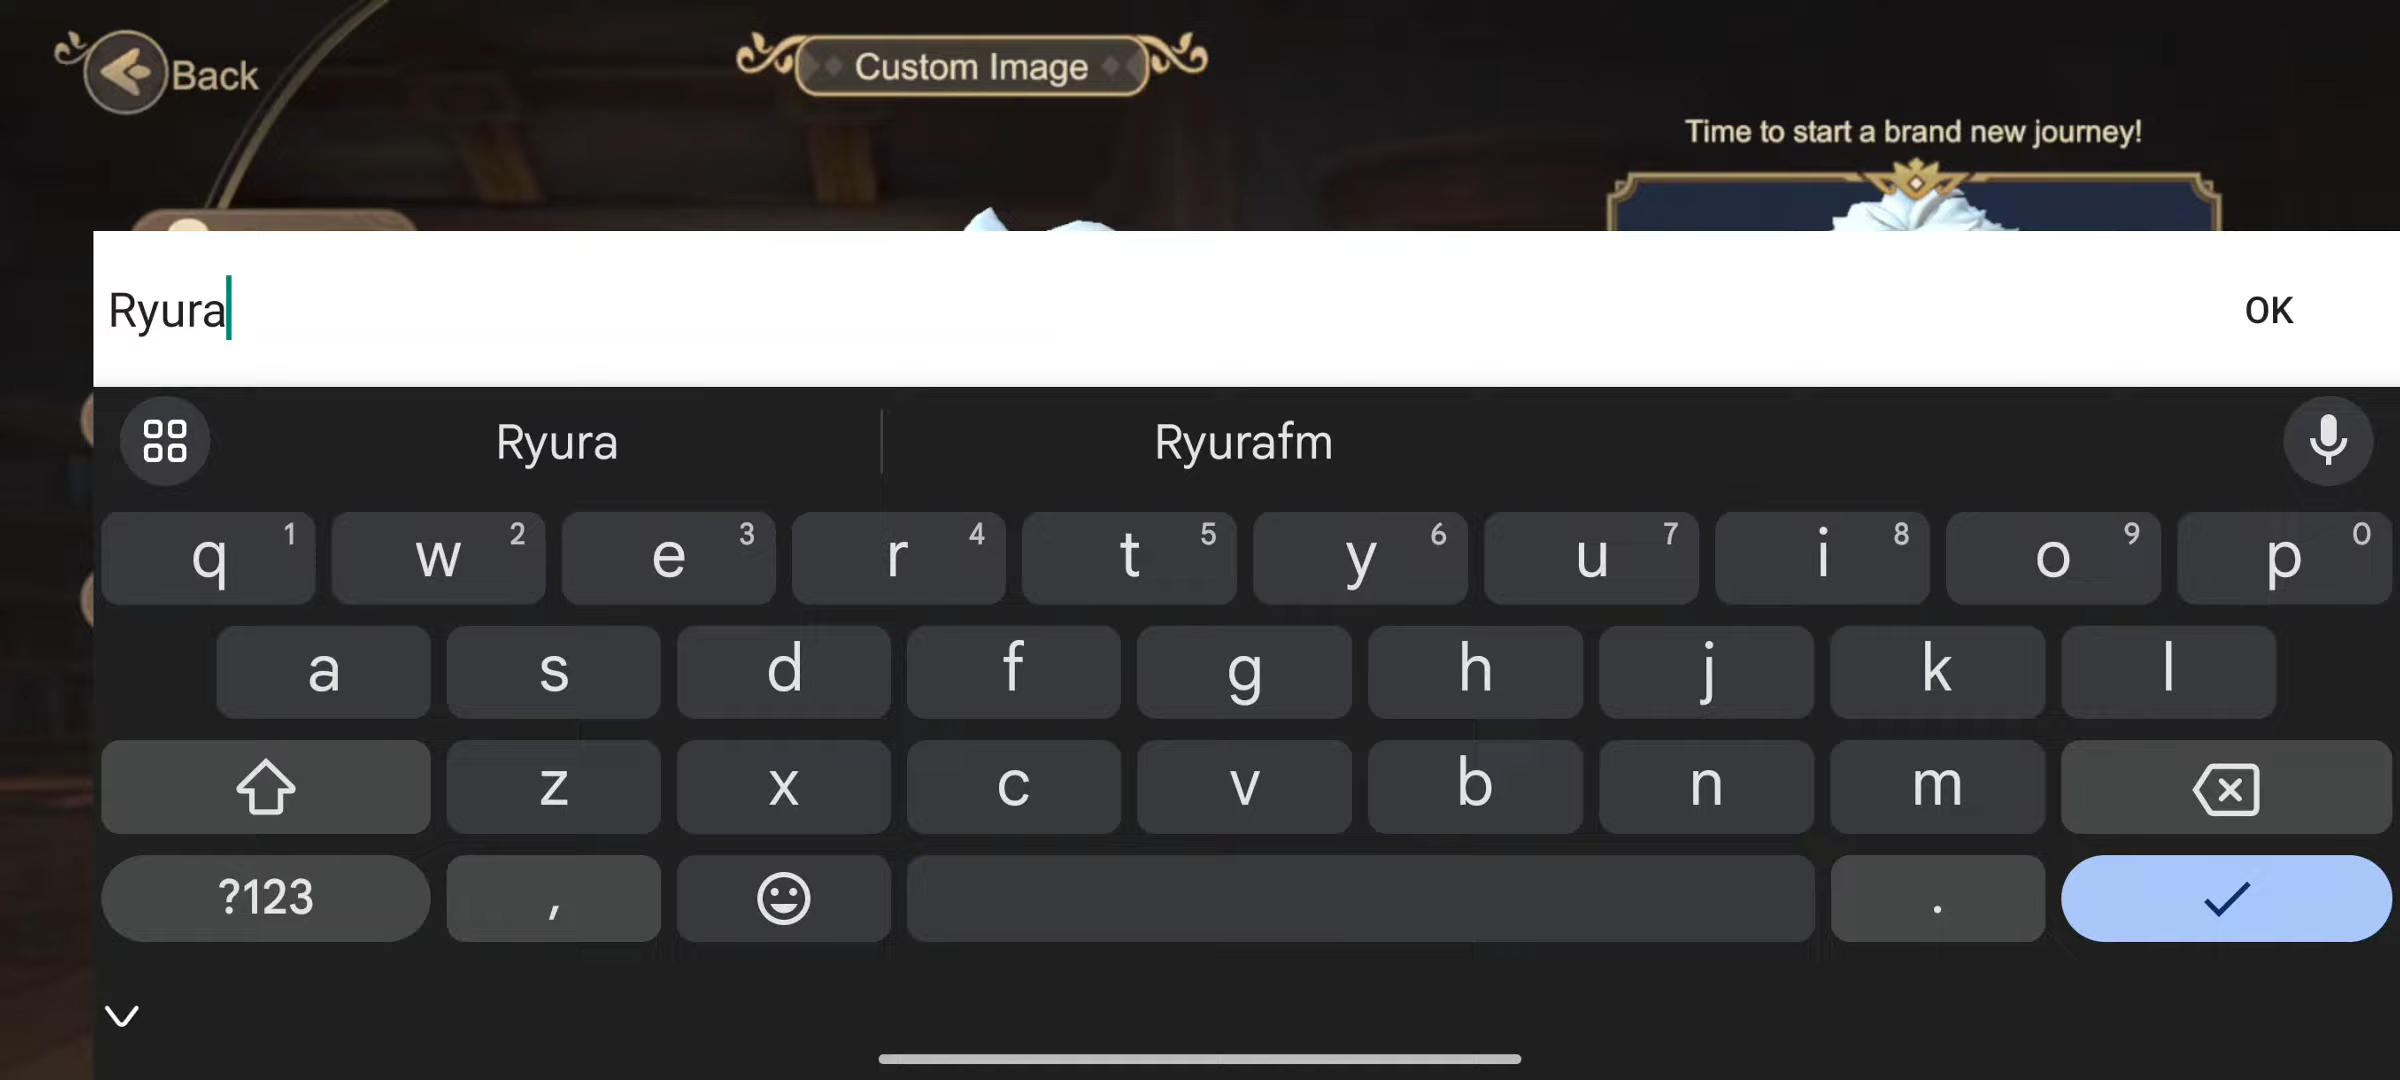 Back
Custom Image
Time to start a brand new journey!
Ryura
OK
Ryura Ryurafm
q 1 w 2 e 3 r 4 t 5 y 6 u 7 i 8 o 9 p 0
a s d f g h j k l
z x c v b n m
?123 , .